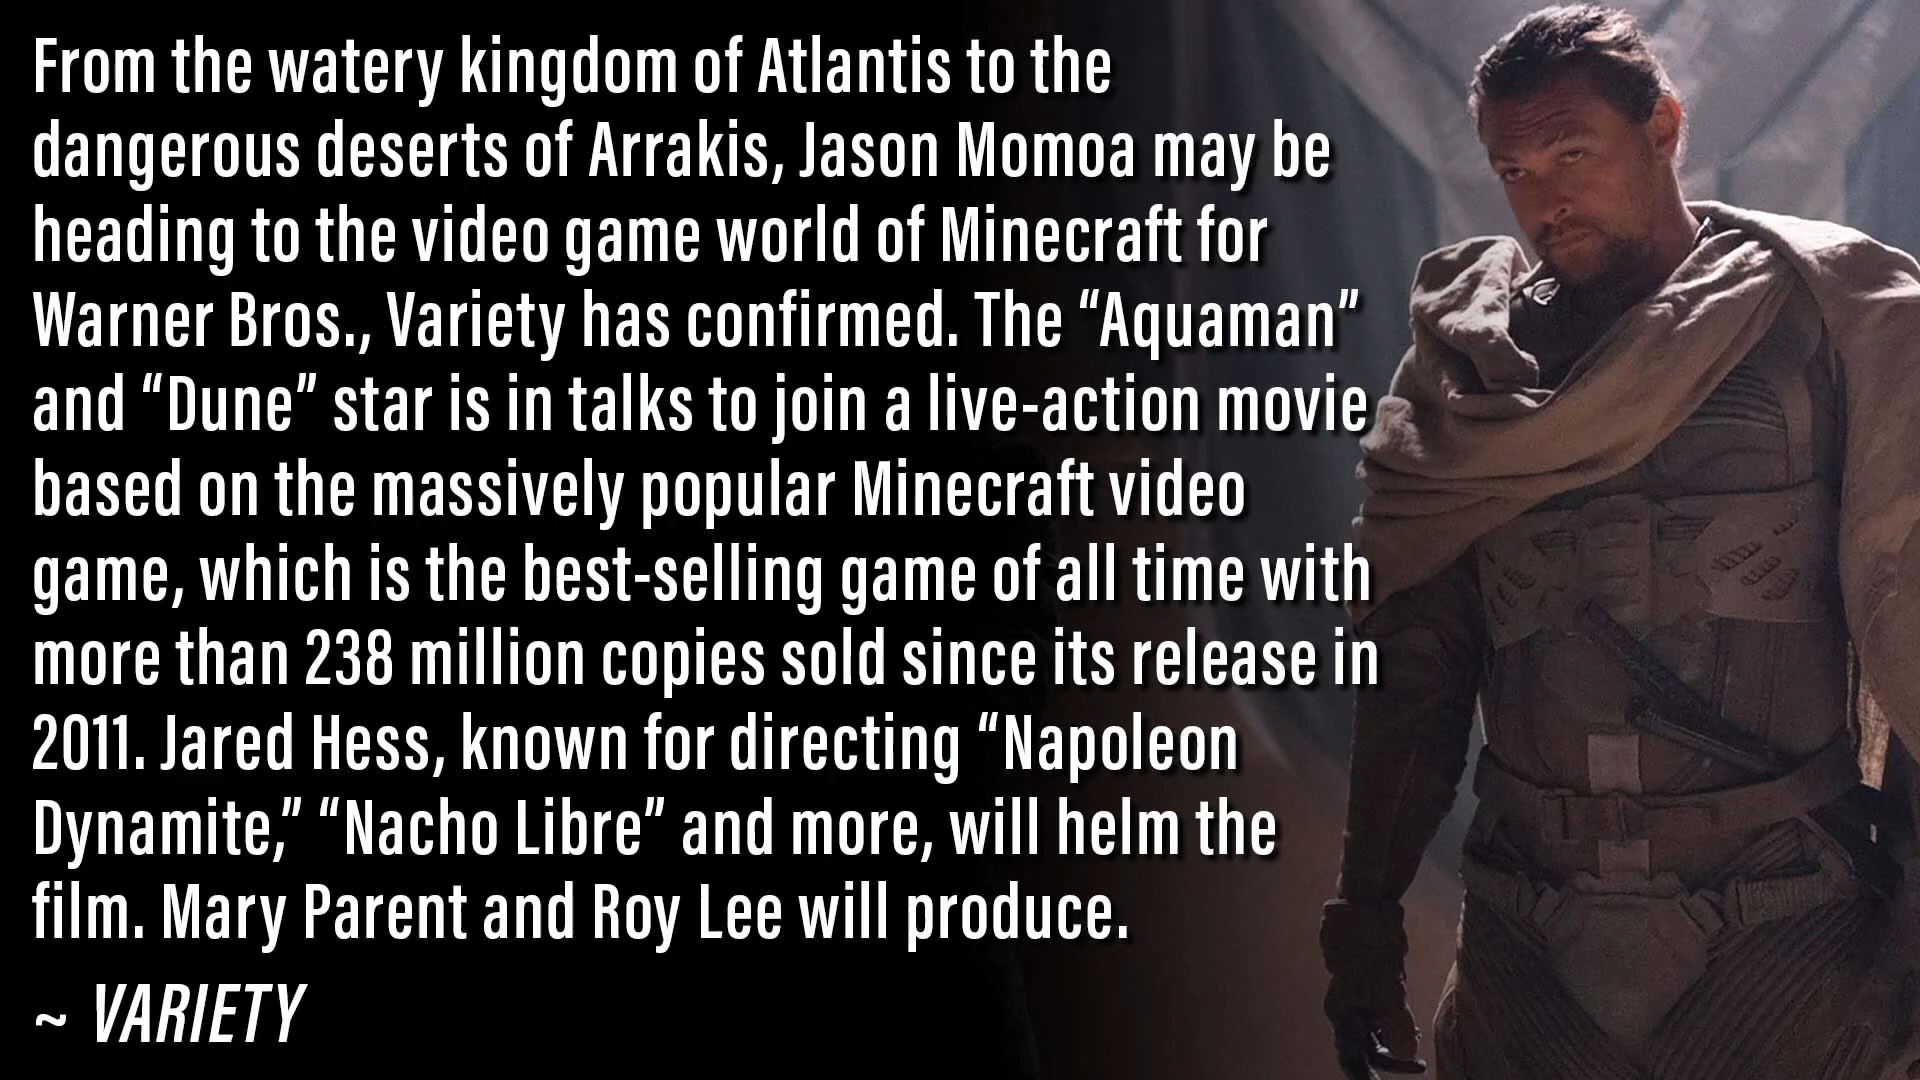 From the watery kingdom of Atlantis to the
dangerous deserts of Arrakis, Jason Momoa may be
heading to the video game world of Minecraft for
Warner Bros., Variety has confirmed. The “Aquaman”
and “Dune” star is in talks to join a live-action movie
based on the massively popular Minecraft video
game, which is the best-selling game of all time with
more than 238 million copies sold since its release in
2011. Jared Hess, known for directing “Napoleon
Dynamite,” “Nacho Libre” and more, will helm the
film. Mary Parent and Roy Lee will produce.
~ VARIETY